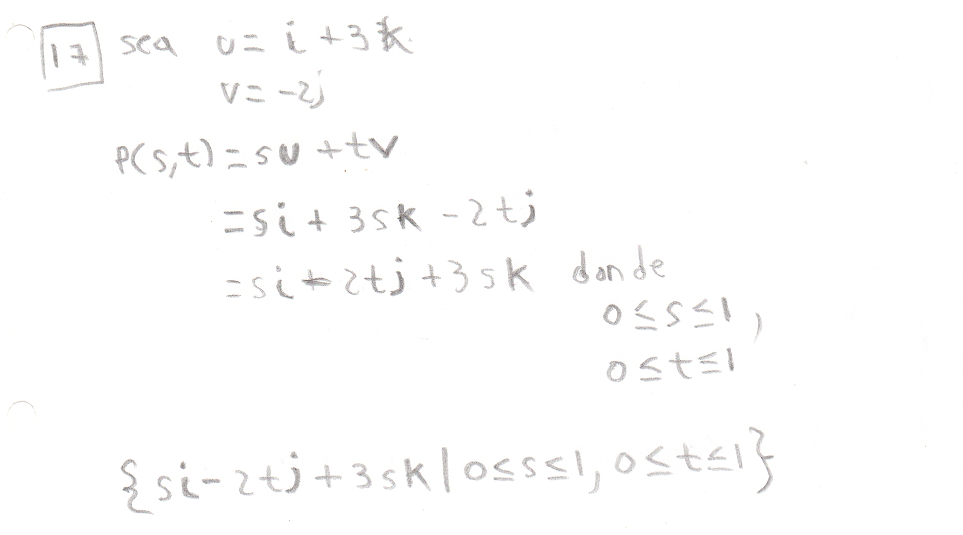 17 sea u = i + 3k
v = -2j
P(s,t) = su + tv
= si + 3sk - 2tj
= si - 2tj + 3sk donde
0 ≤ s ≤ 1,
0 ≤ t ≤ 1
{si - 2tj + 3sk | 0 ≤ s ≤ 1, 0 ≤ t ≤ 1}